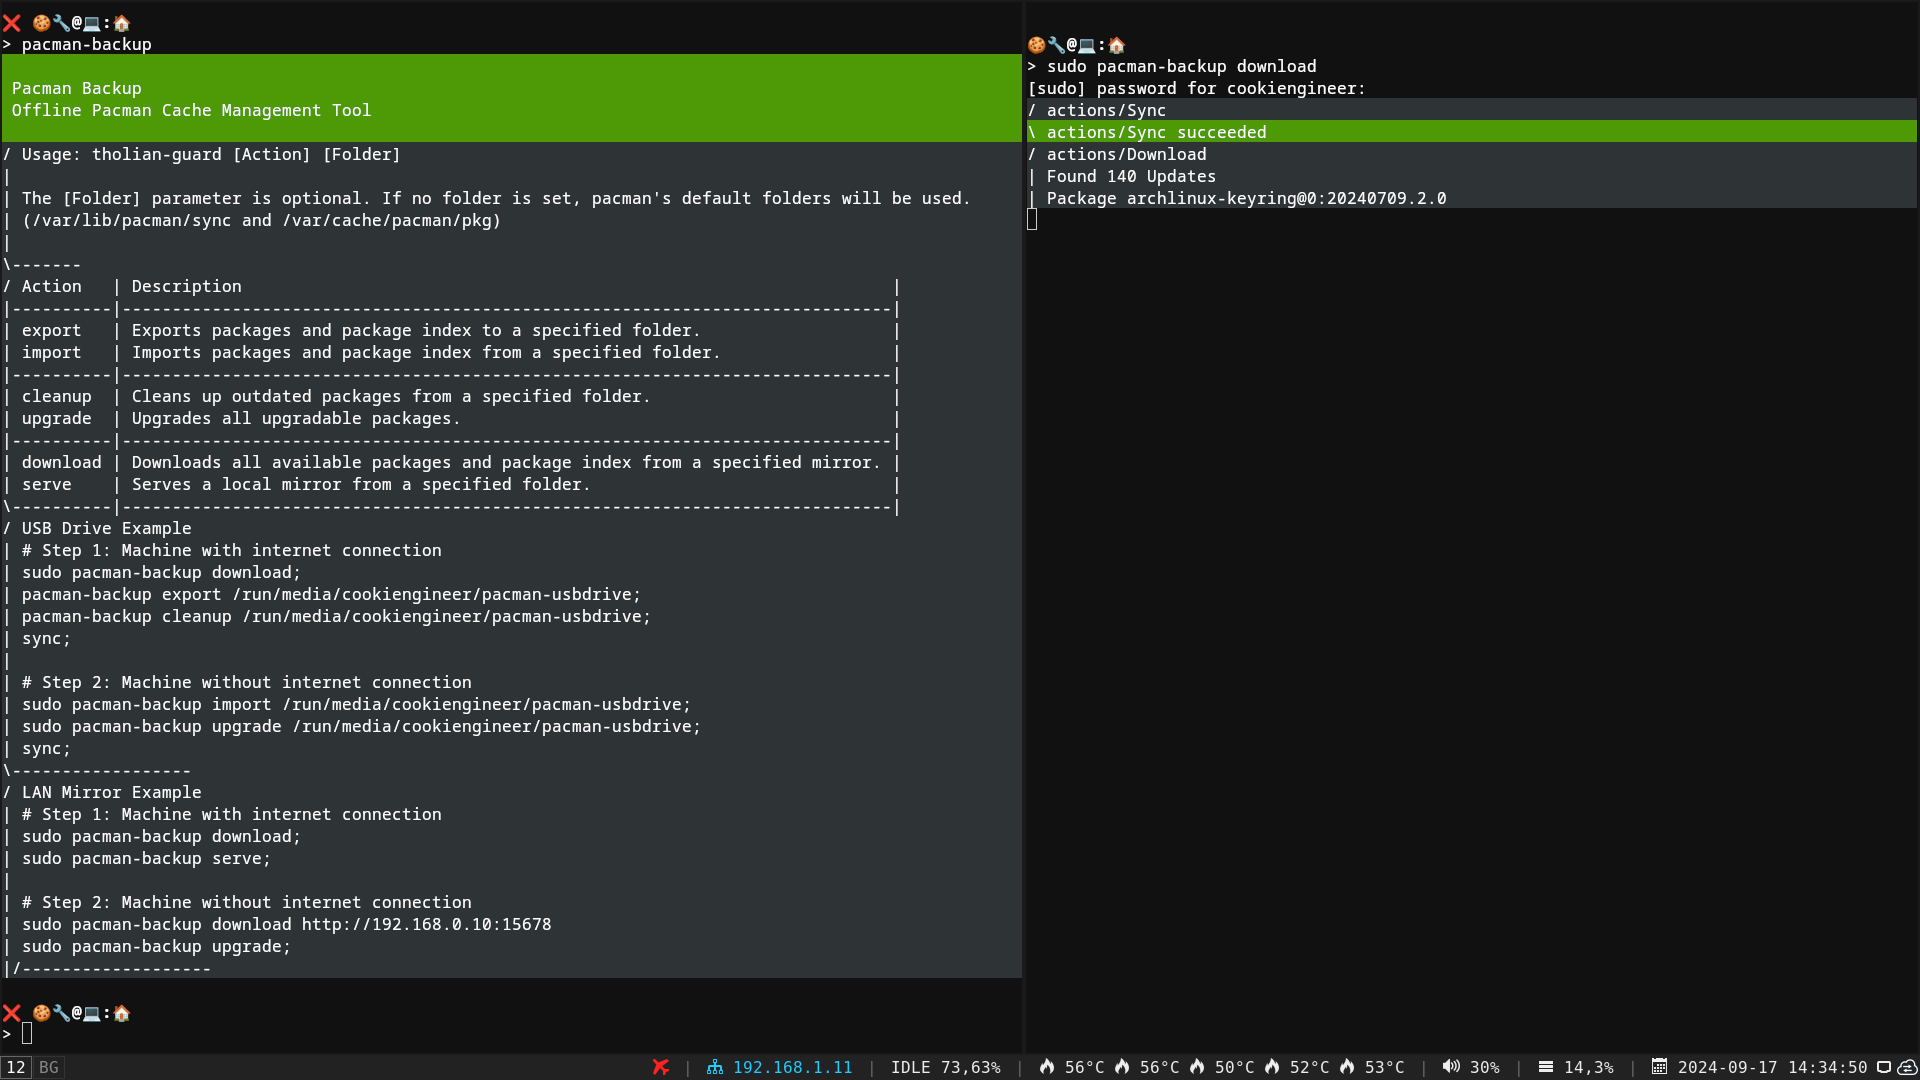 ❌ 🍪🔧@💻:🏠
> pacman-backup
Pacman Backup
Offline Pacman Cache Management Tool
/ Usage: tholian-guard [Action] [Folder]
|
| The [Folder] parameter is optional. If no folder is set, pacman's default folders will be used.
| (/var/lib/pacman/sync and /var/cache/pacman/pkg)
|
\-------
/ Action   | Description                                                                 |
|----------|-----------------------------------------------------------------------------|
| export   | Exports packages and package index to a specified folder.                   |
| import   | Imports packages and package index from a specified folder.                 |
|----------|-----------------------------------------------------------------------------|
| cleanup  | Cleans up outdated packages from a specified folder.                        |
| upgrade  | Upgrades all upgradable packages.                                           |
|----------|-----------------------------------------------------------------------------|
| download | Downloads all available packages and package index from a specified mirror. |
| serve    | Serves a local mirror from a specified folder.                              |
\----------|-----------------------------------------------------------------------------|
/ USB Drive Example
| # Step 1: Machine with internet connection
| sudo pacman-backup download;
| pacman-backup export /run/media/cookiengineer/pacman-usbdrive;
| pacman-backup cleanup /run/media/cookiengineer/pacman-usbdrive;
| sync;
|
| # Step 2: Machine without internet connection
| sudo pacman-backup import /run/media/cookiengineer/pacman-usbdrive;
| sudo pacman-backup upgrade /run/media/cookiengineer/pacman-usbdrive;
| sync;
\------------------
/ LAN Mirror Example
| # Step 1: Machine with internet connection
| sudo pacman-backup download;
| sudo pacman-backup serve;
|
| # Step 2: Machine without internet connection
| sudo pacman-backup download http://192.168.0.10:15678
| sudo pacman-backup upgrade;
|/-------------------
❌ 🍪🔧@💻:🏠
>
🍪🔧@💻:🏠
> sudo pacman-backup download
[sudo] password for cookiengineer:
/ actions/Sync
\ actions/Sync succeeded
/ actions/Download
| Found 140 Updates
| Package archlinux-keyring@0:20240709.2.0
12 BG | 192.168.1.11 | IDLE 73,63% | 56°C 56°C 50°C 52°C 53°C | 30% | 14,3% | 2024-09-17 14:34:50